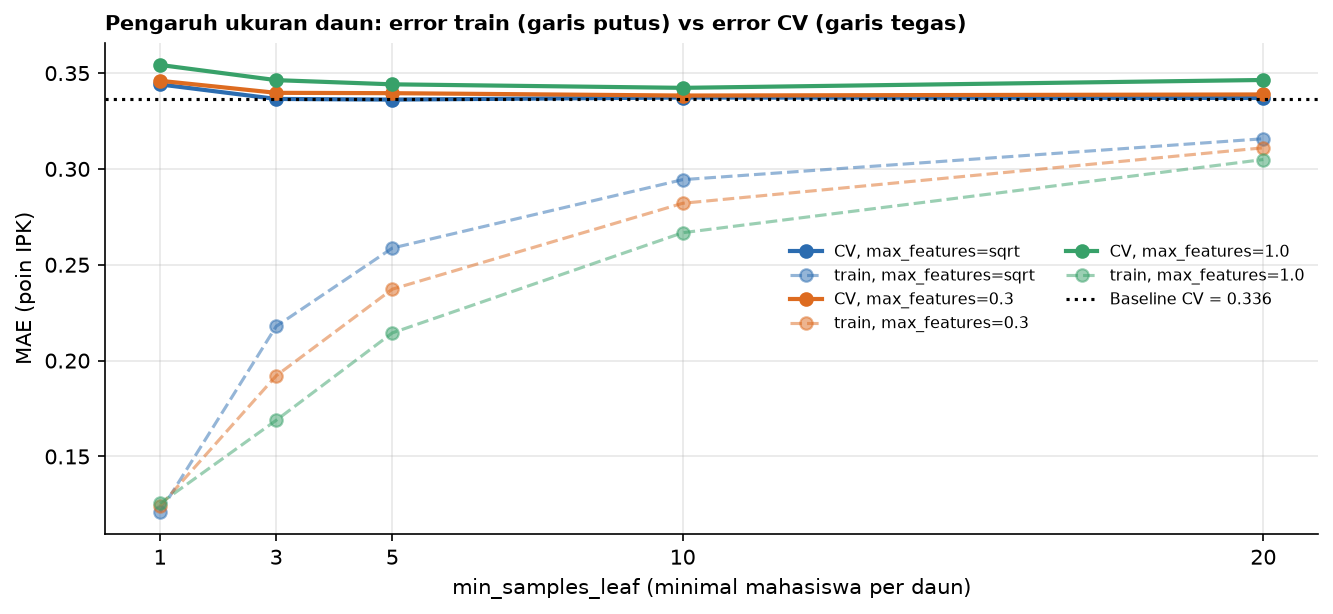 Pengaruh ukuran daun: error train (garis putus) vs error CV (garis tegas)
MAE (poin IPK)
0.35
0.30
0.25
0.20
0.15
CV, max_features=sqrt
train, max_features=sqrt
CV, max_features=0.3
train, max_features=0.3
CV, max_features=1.0
train, max_features=1.0
Baseline CV = 0.336
1 3 5 10 20
min_samples_leaf (minimal mahasiswa per daun)